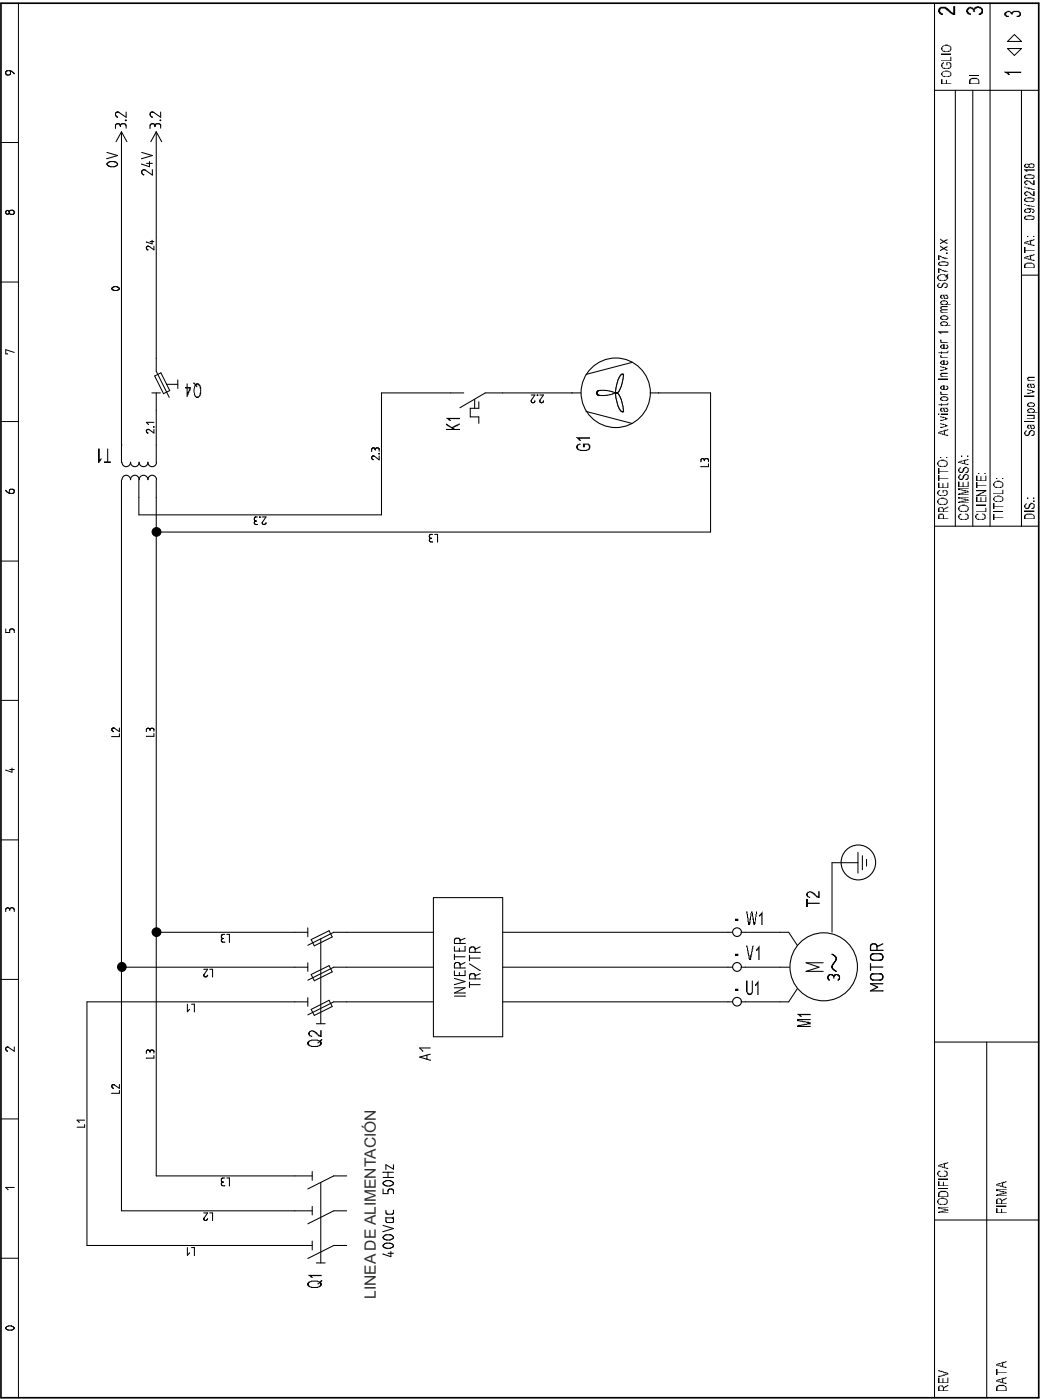 0 1 2 3 4 5 6 7 8 9
LINEA DE ALIMENTACIÓN
400Vac 50Hz
Q1
L1
L2
L3
L1
L2
L3
L1
L2
L3
Q2
A1
INVERTER
TR/TR
- U1
- V1
- W1
M1
M
3~
MOTOR
T2
L2
L3
T1
2.1
Q4
0
24
0V
24V
3.2
3.2
2.3
2.3
K1
2.2
G1
L3
L3
REV
MODIFICA
DATA
FIRMA
PROGETTO: Avviatore Inverter 1 pompa SQ707.xx
COMMESSA:
CLIENTE:
TITOLO:
DIS.: Salupo Ivan
DATA: 09/02/2018
FOGLIO 2
DI 3
1 3